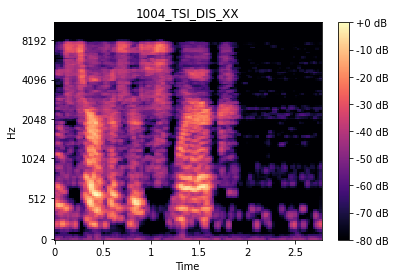 1004_TSI_DIS_XX
+0 dB
8192
-10 dB
4096
-20 dB
-30 dB
2048
Hz
-40 dB
1024
-50 dB
512
-60 dB
-70 dB
0
-80 dB
0 0.5 1 1.5 2 2.5
Time